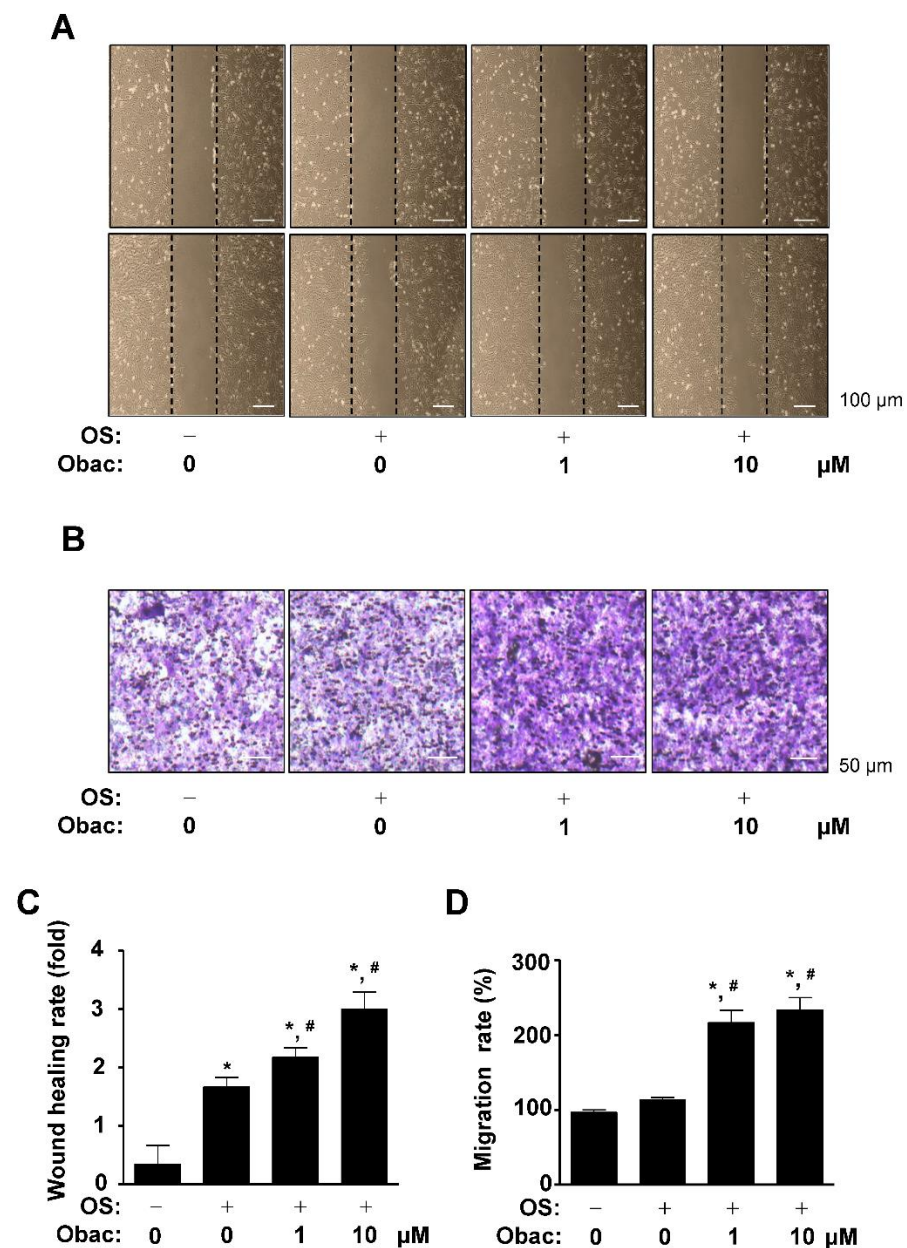 A
100 µm
OS: – + + +
Obac: 0 0 1 10 µM
B
50 µm
OS: – + + +
Obac: 0 0 1 10 µM
C
Wound healing rate (fold)
4
3
2
1
0
*
*, #
*, #
OS: – + + +
Obac: 0 0 1 10 µM
D
Migration rate (%)
300
200
100
0
*, #
*, #
OS: – + + +
Obac: 0 0 1 10 µM